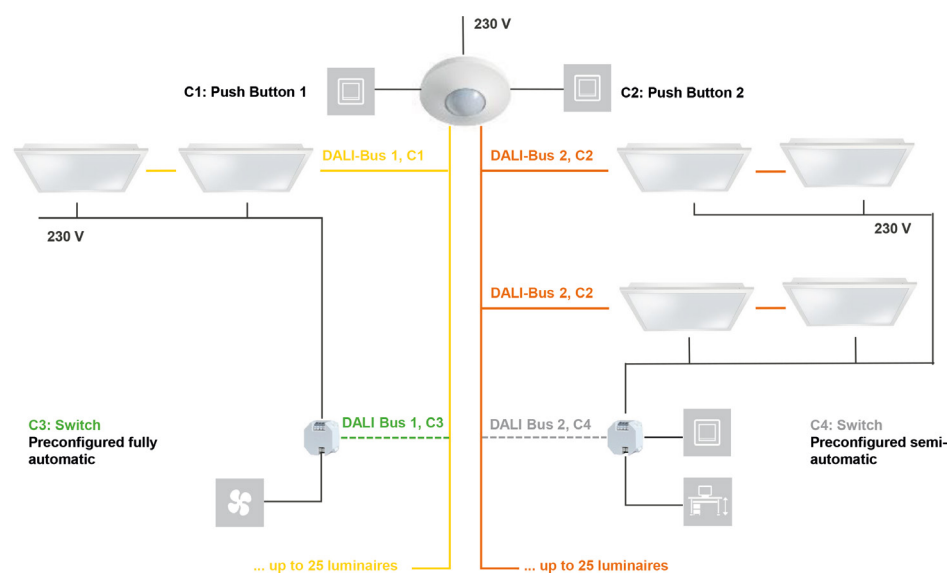 230 V
C1: Push Button 1
C2: Push Button 2
DALI-Bus 1, C1
DALI-Bus 2, C2
230 V
230 V
DALI-Bus 2, C2
C3: Switch
Preconfigured fully
automatic
DALI Bus 1, C3
DALI Bus 2, C4
C4: Switch
Preconfigured semi-
automatic
... up to 25 luminaires
... up to 25 luminaires